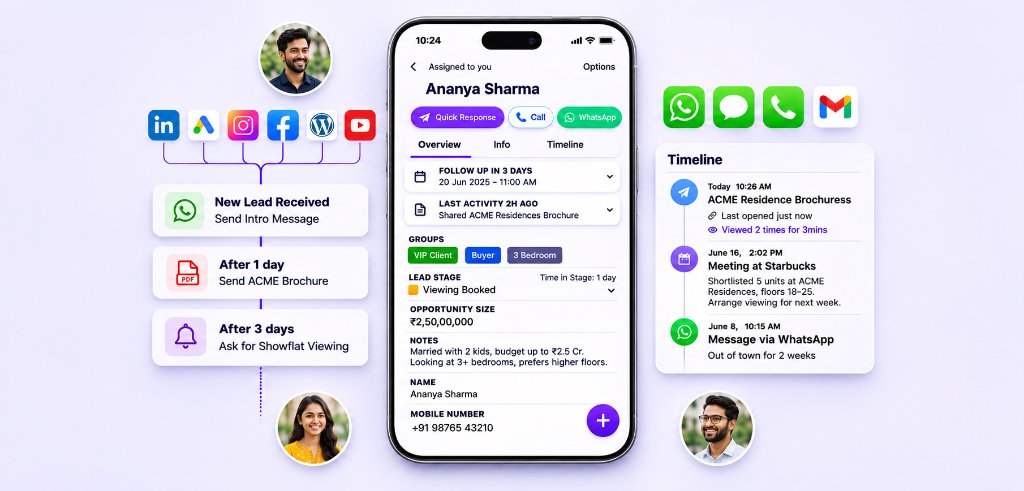 in
W
New Lead Received
Send Intro Message
PDF
After 1 day
Send ACME Brochure
After 3 days
Ask for Showflat Viewing
10:24
Assigned to you
Options
Ananya Sharma
Quick Response
Call
WhatsApp
Overview
Info
Timeline
FOLLOW UP IN 3 DAYS
20 Jun 2025 – 11:00 AM
LAST ACTIVITY 2H AGO
Shared ACME Residences Brochure
GROUPS
VIP Client
Buyer
3 Bedroom
LEAD STAGE
Time in Stage: 1 day
Viewing Booked
OPPORTUNITY SIZE
₹2,50,00,000
NOTES
Married with 2 kids, budget up to ₹2.5 Cr.
Looking at 3+ bedrooms, prefers higher floors.
NAME
Ananya Sharma
MOBILE NUMBER
+91 98765 43210
Timeline
Today 10:26 AM
ACME Residence Brochuress
Last opened just now
Viewed 2 times for 3mins
June 16, 2:02 PM
Meeting at Starbucks
Shortlisted 5 units at ACME
Residences, floors 18–25.
Arrange viewing for next week.
June 8, 10:15 AM
Message via WhatsApp
Out of town for 2 weeks